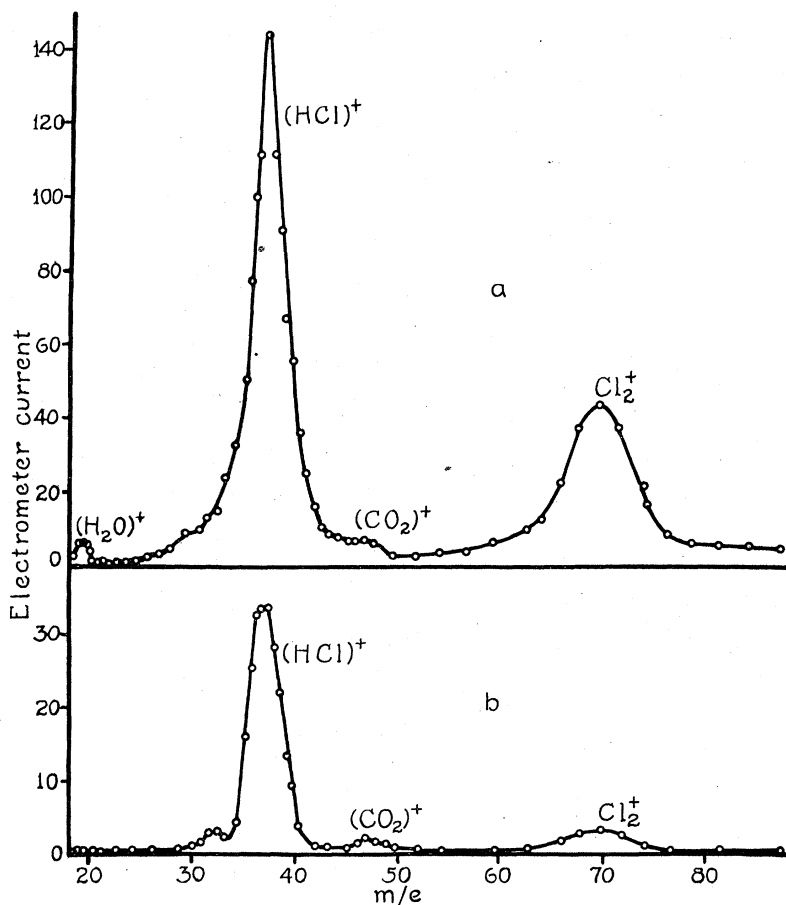 140
120
100
80
60
40
20
0
Electrometer current
(HCl)⁺
a
Cl₂⁺
(H₂O)⁺
(CO₂)⁺
30
20
10
0
(HCl)⁺
b
(CO₂)⁺
Cl₂⁺
20 30 40 50 60 70 80
m/e